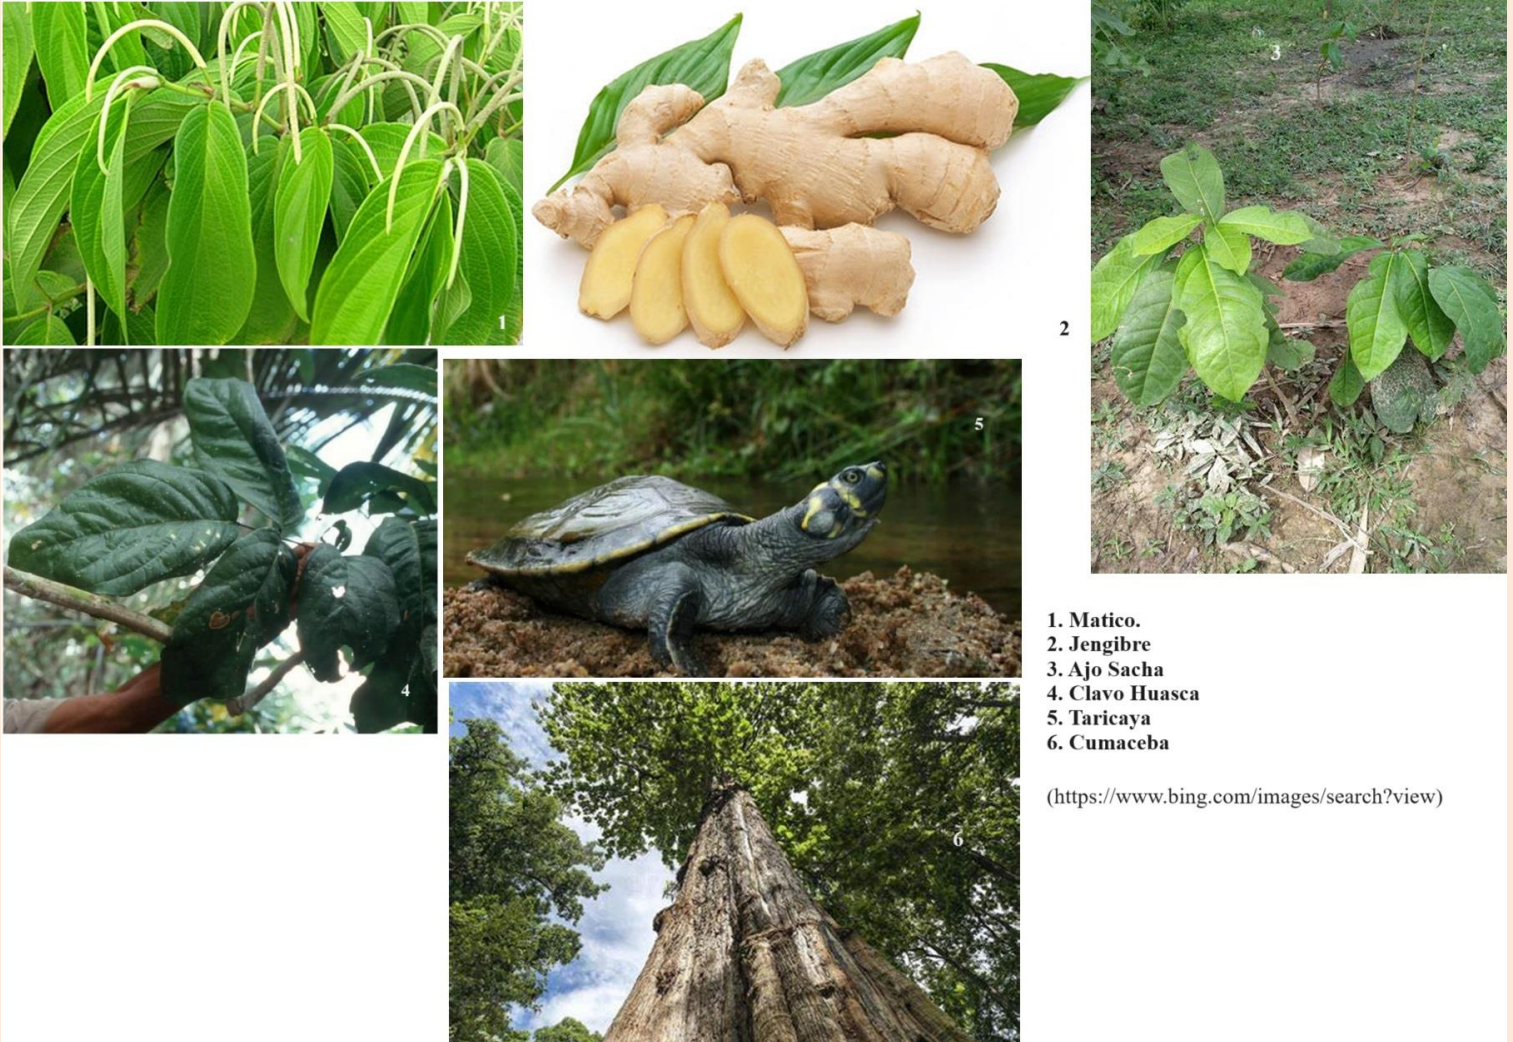 1
2
3
4
5
6
1. Matico.
2. Jengibre
3. Ajo Sacha
4. Clavo Huasca
5. Taricaya
6. Cumaceba
(https://www.bing.com/images/search?view)